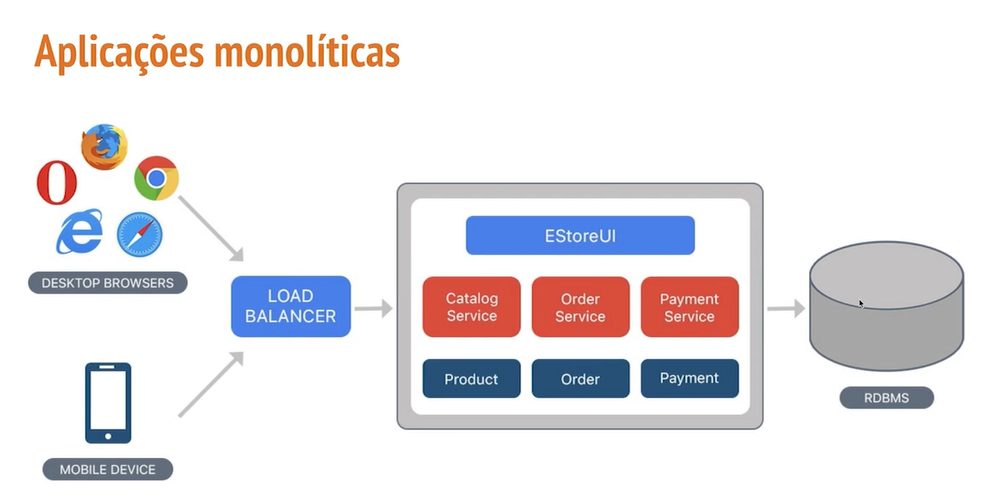 Aplicações monolíticas
DESKTOP BROWSERS
LOAD
BALANCER
MOBILE DEVICE
EStoreUI
Catalog
Service
Order
Service
Payment
Service
Product
Order
Payment
RDBMS